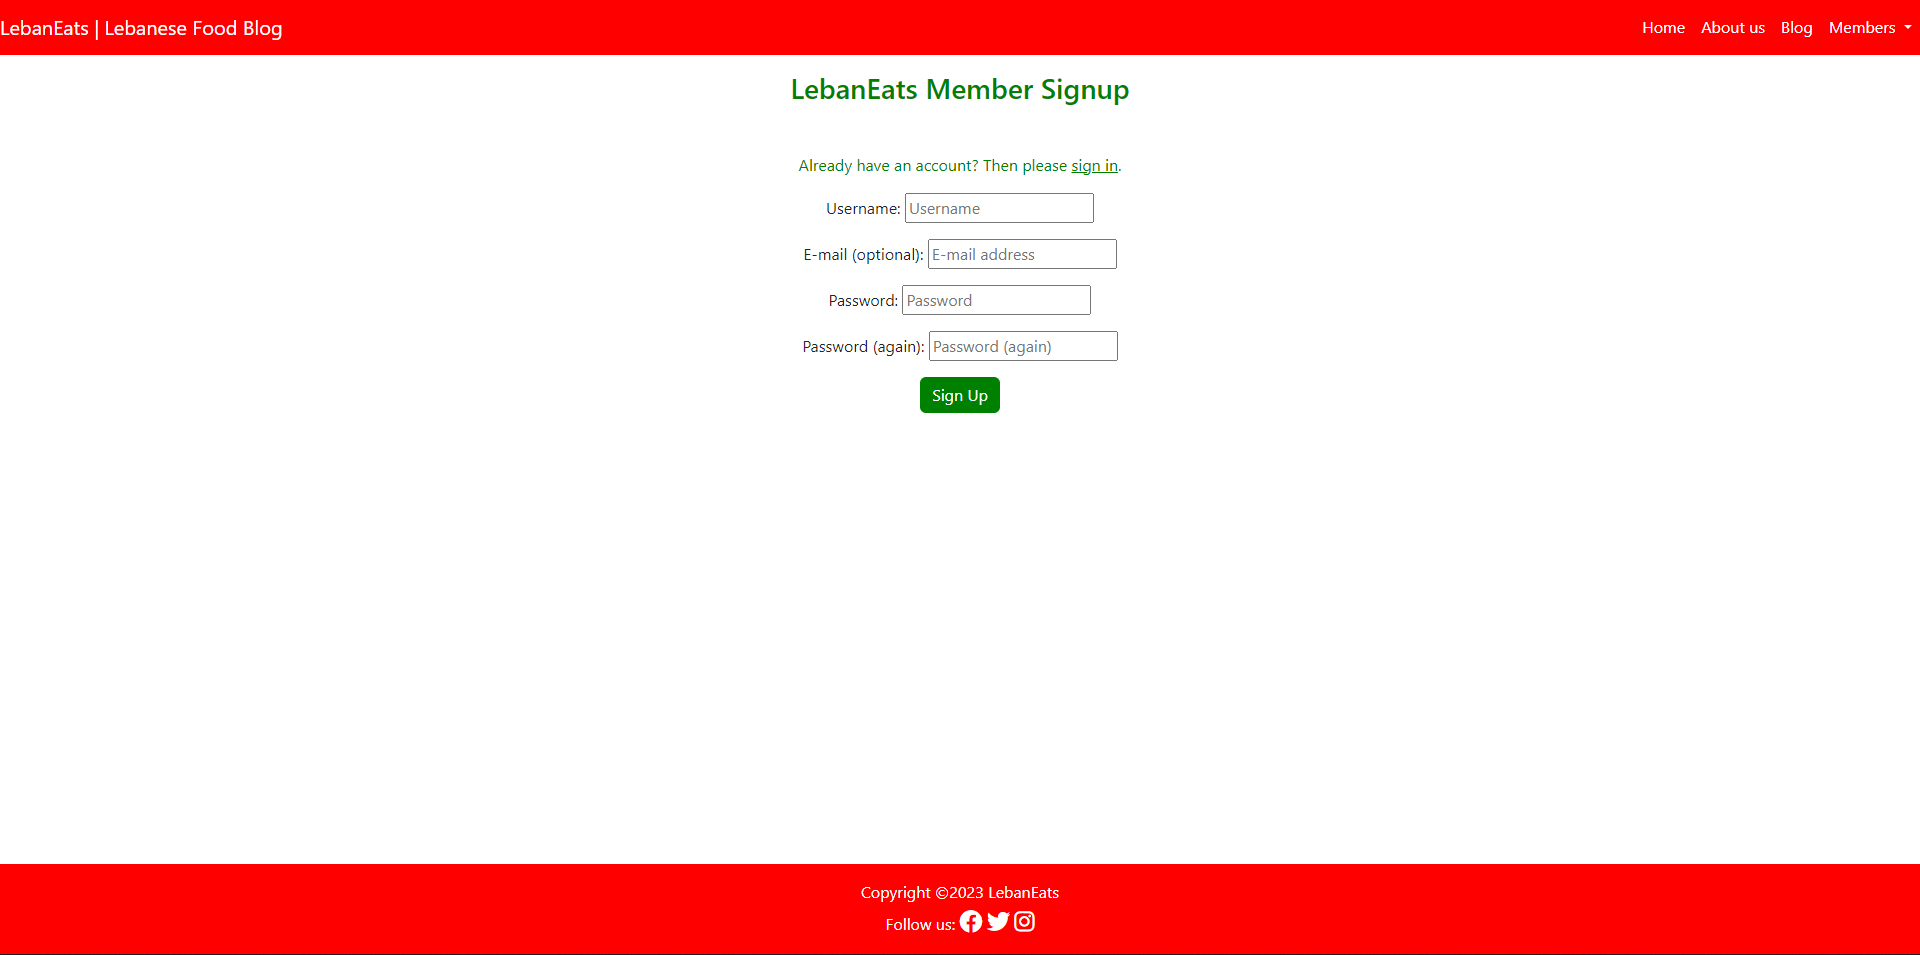 LebanEats | Lebanese Food Blog
Home About us Blog Members
LebanEats Member Signup
Already have an account? Then please sign in.
Username: Username
E-mail (optional): E-mail address
Password: Password
Password (again): Password (again)
Sign Up
Copyright ©2023 LebanEats
Follow us: